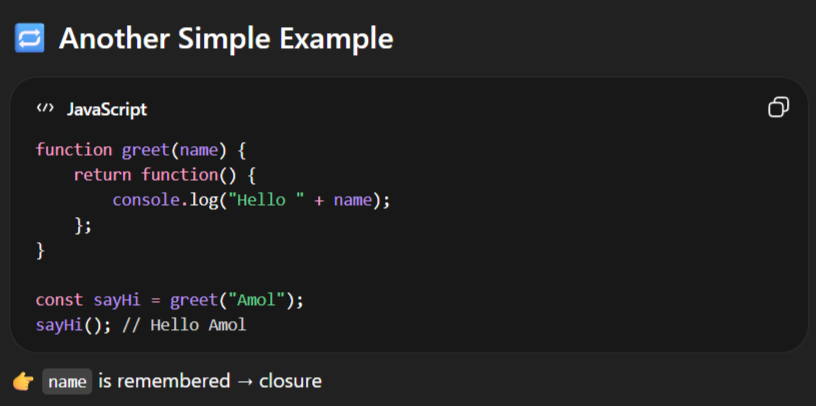 🔁 Another Simple Example
</> JavaScript
function greet(name) {
    return function() {
        console.log("Hello " + name);
    };
}

const sayHi = greet("Amol");
sayHi(); // Hello Amol
👉 name is remembered → closure